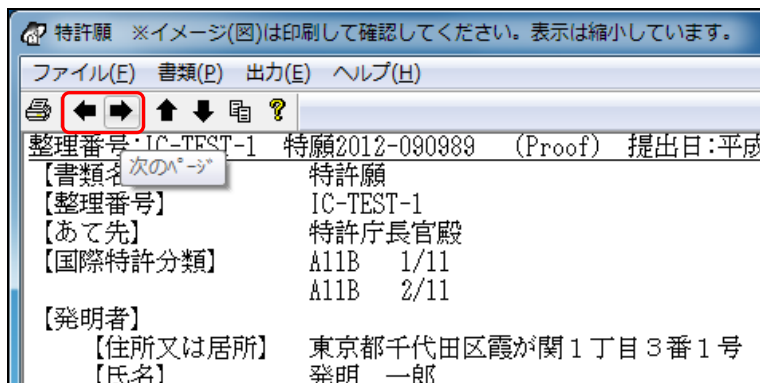 特許願　※イメージ(図)は印刷して確認してください。表示は縮小しています。
ファイル(F)　書類(P)　出力(E)　ヘルプ(H)
整理番号:IC-TEST-1　特願2012-090989　(Proof)　提出日:平成
次のﾍﾟｰｼﾞ
【書類名　特許願
【整理番号】　IC-TEST-1
【あて先】　特許庁長官殿
【国際特許分類】　A11B　1/11
A11B　2/11
【発明者】
【住所又は居所】　東京都千代田区霞が関１丁目３番１号
【氏名】　発明　一郎